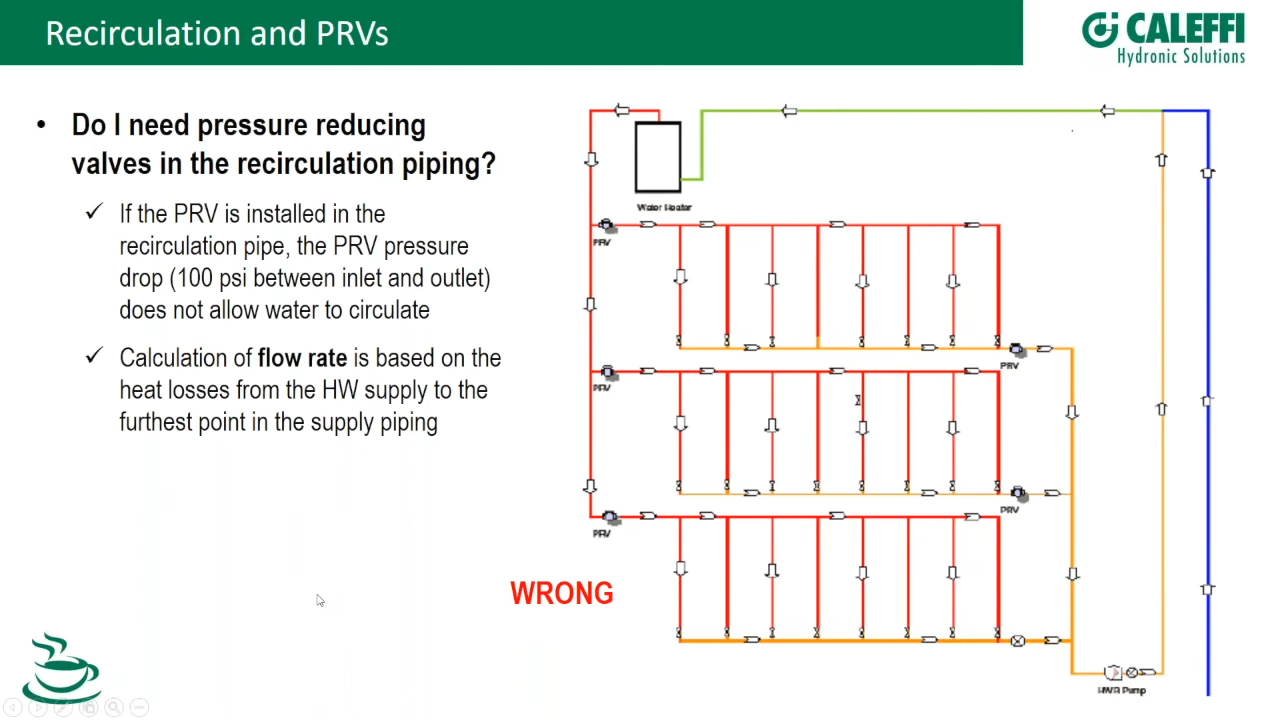 Recirculation and PRVs
CALEFFI
Hydronic Solutions
• Do I need pressure reducing
valves in the recirculation piping?
✓ If the PRV is installed in the
recirculation pipe, the PRV pressure
drop (100 psi between inlet and outlet)
does not allow water to circulate
✓ Calculation of flow rate is based on the
heat losses from the HW supply to the
furthest point in the supply piping
WRONG
Water Heater
PRV
PRV
PRV
PRV
PRV
HWR Pump